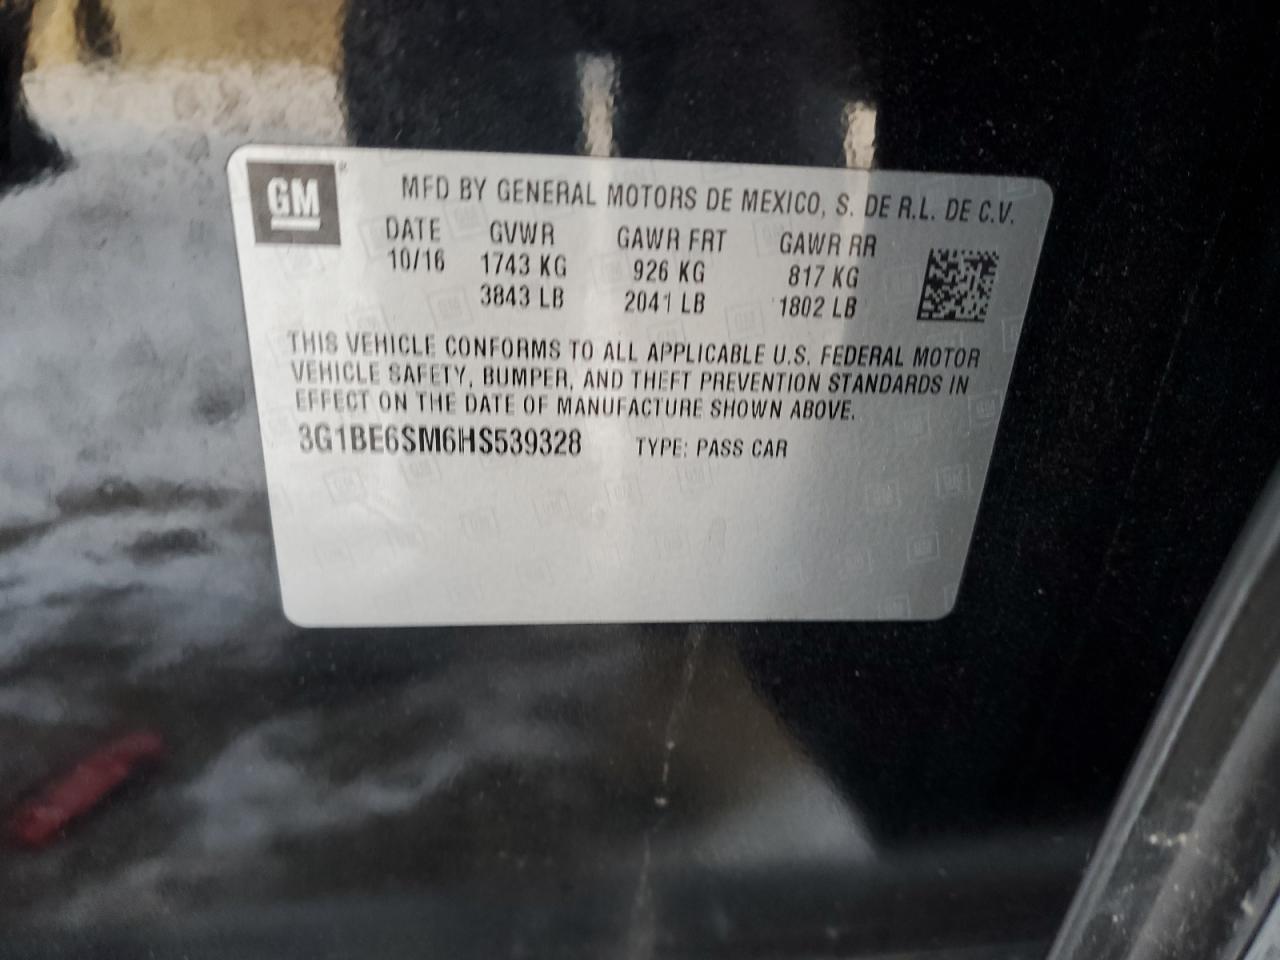 GM
MFD BY GENERAL MOTORS DE MEXICO, S. DE R.L. DE C.V.
DATE GVWR GAWR FRT GAWR RR
10/16 1743 KG 926 KG 817 KG
3843 LB 2041 LB 1802 LB
THIS VEHICLE CONFORMS TO ALL APPLICABLE U.S. FEDERAL MOTOR
VEHICLE SAFETY, BUMPER, AND THEFT PREVENTION STANDARDS IN
EFFECT ON THE DATE OF MANUFACTURE SHOWN ABOVE.
3G1BE6SM6HS539328 TYPE: PASS CAR